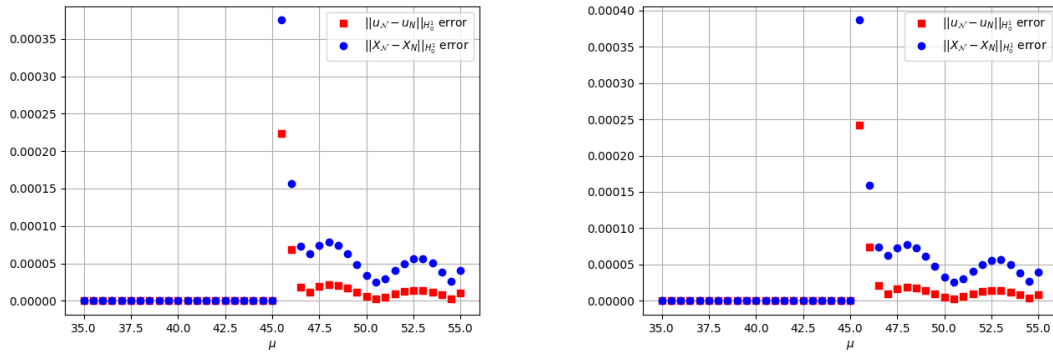 ||u_𝒩 − u_N||_{H_0^1} error
||X_𝒩 − X_N||_{H_0^1} error
0.00035
0.00030
0.00025
0.00020
0.00015
0.00010
0.00005
0.00000
35.0 37.5 40.0 42.5 45.0 47.5 50.0 52.5 55.0
μ
||u_𝒩 − u_N||_{H_0^1} error
||X_𝒩 − X_N||_{H_0^1} error
0.00040
0.00035
0.00030
0.00025
0.00020
0.00015
0.00010
0.00005
0.00000
35.0 37.5 40.0 42.5 45.0 47.5 50.0 52.5 55.0
μ